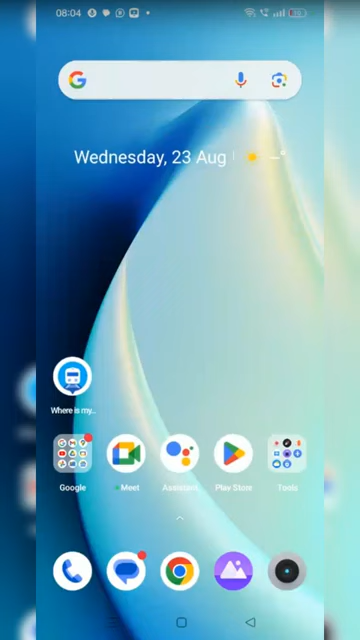 08:04
Wednesday, 23 Aug
Where is my...
Google
Meet
Assistant
Play Store
Tools